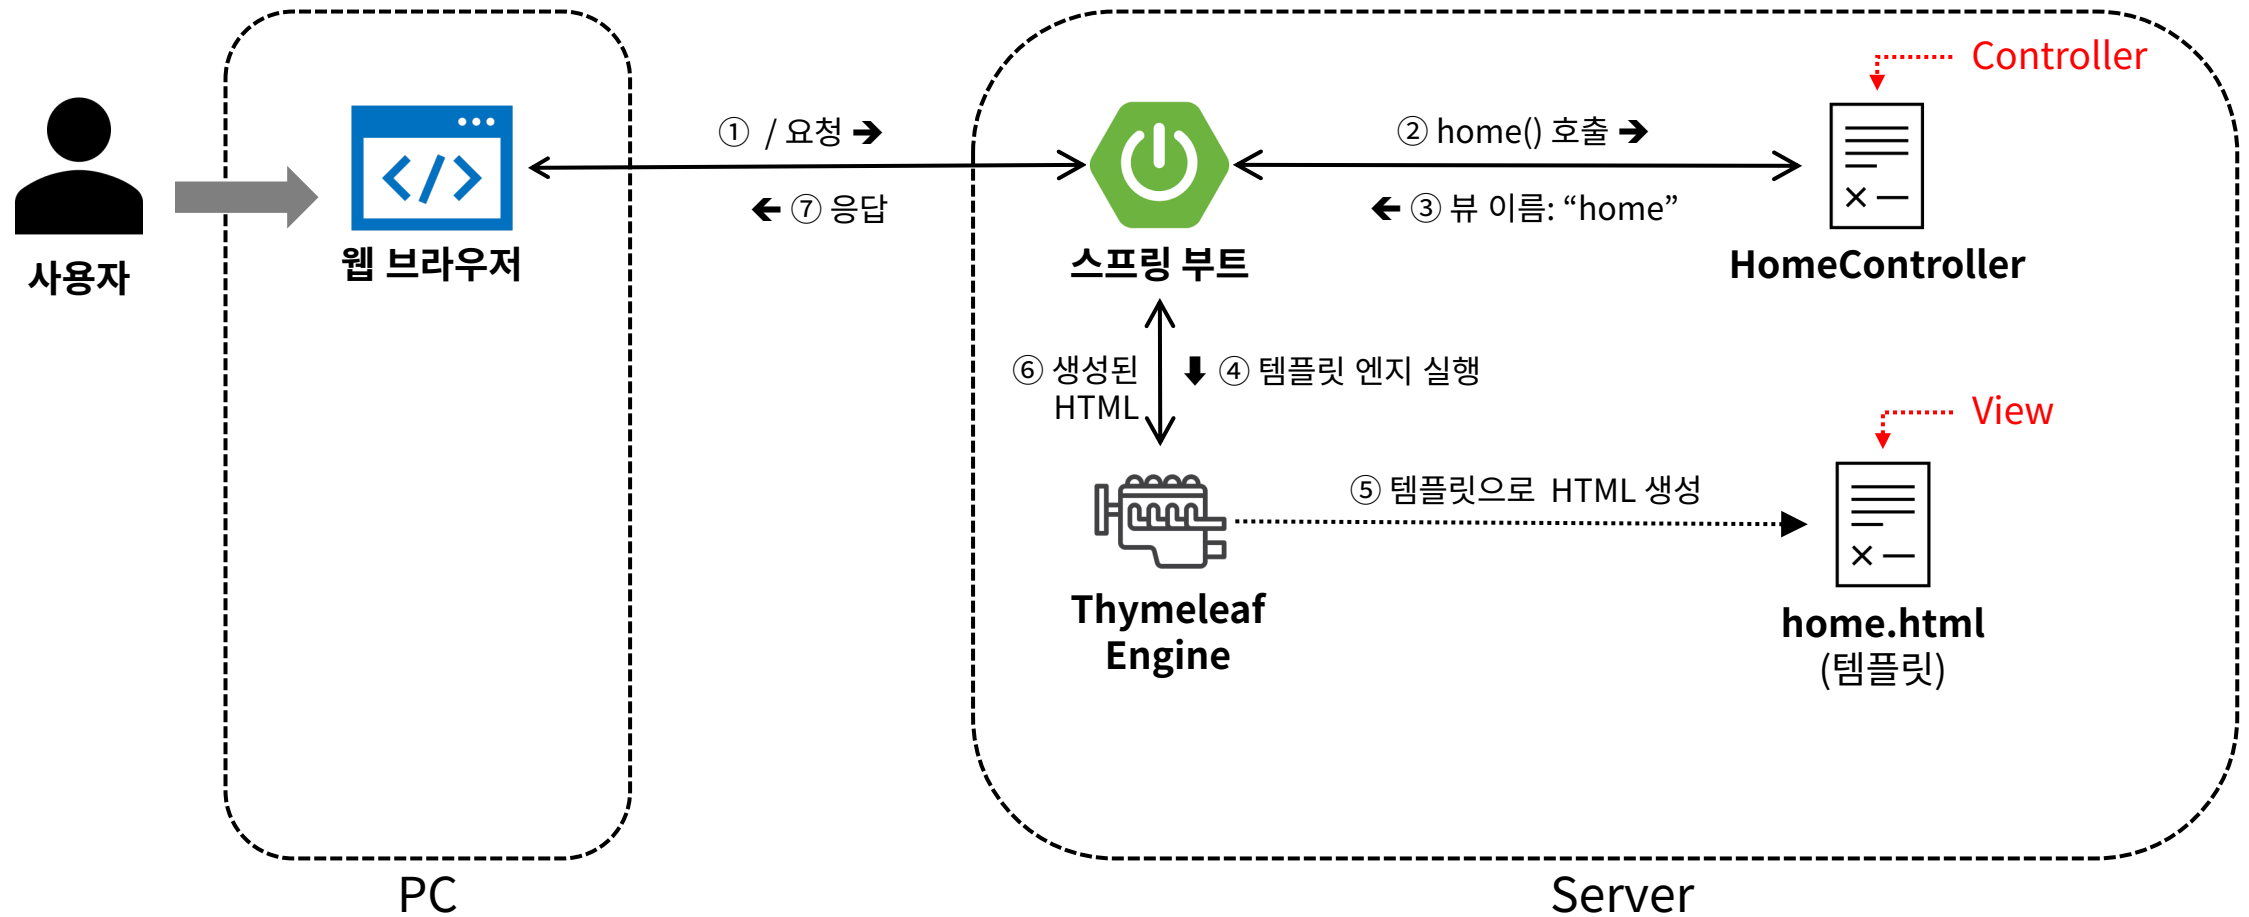 Controller
① / 요청 🡺
② home() 호출 🡺
🡸 ⑦ 응답
🡸 ③ 뷰 이름: “home”
사용자
웹 브라우저
스프링 부트
HomeController
⑥ 생성된
HTML
🡻 ④ 템플릿 엔지 실행
View
⑤ 템플릿으로 HTML 생성
Thymeleaf
Engine
home.html
(템플릿)
PC
Server